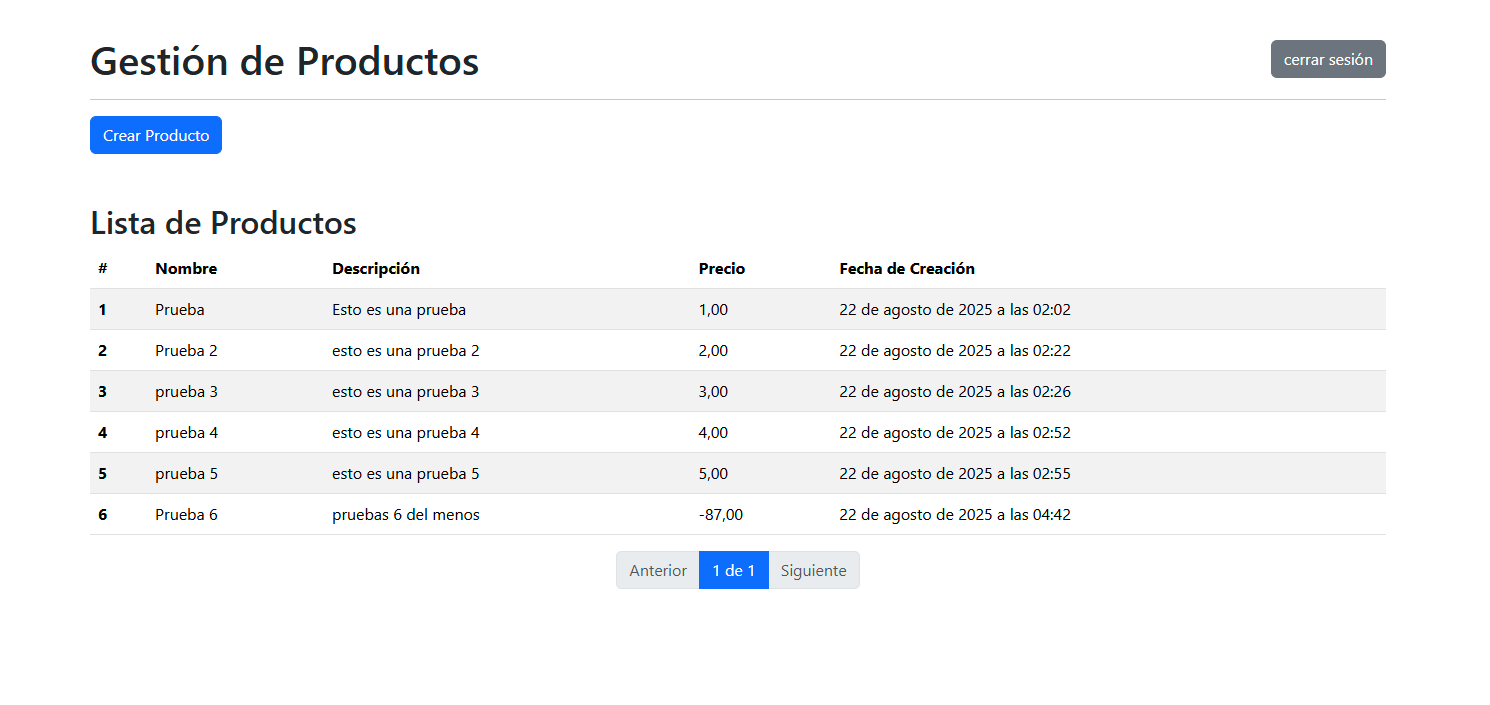 Gestión de Productos
cerrar sesión
Crear Producto
Lista de Productos
# Nombre Descripción Precio Fecha de Creación
1 Prueba Esto es una prueba 1,00 22 de agosto de 2025 a las 02:02
2 Prueba 2 esto es una prueba 2 2,00 22 de agosto de 2025 a las 02:22
3 prueba 3 esto es una prueba 3 3,00 22 de agosto de 2025 a las 02:26
4 prueba 4 esto es una prueba 4 4,00 22 de agosto de 2025 a las 02:52
5 prueba 5 esto es una prueba 5 5,00 22 de agosto de 2025 a las 02:55
6 Prueba 6 pruebas 6 del menos -87,00 22 de agosto de 2025 a las 04:42
Anterior 1 de 1 Siguiente